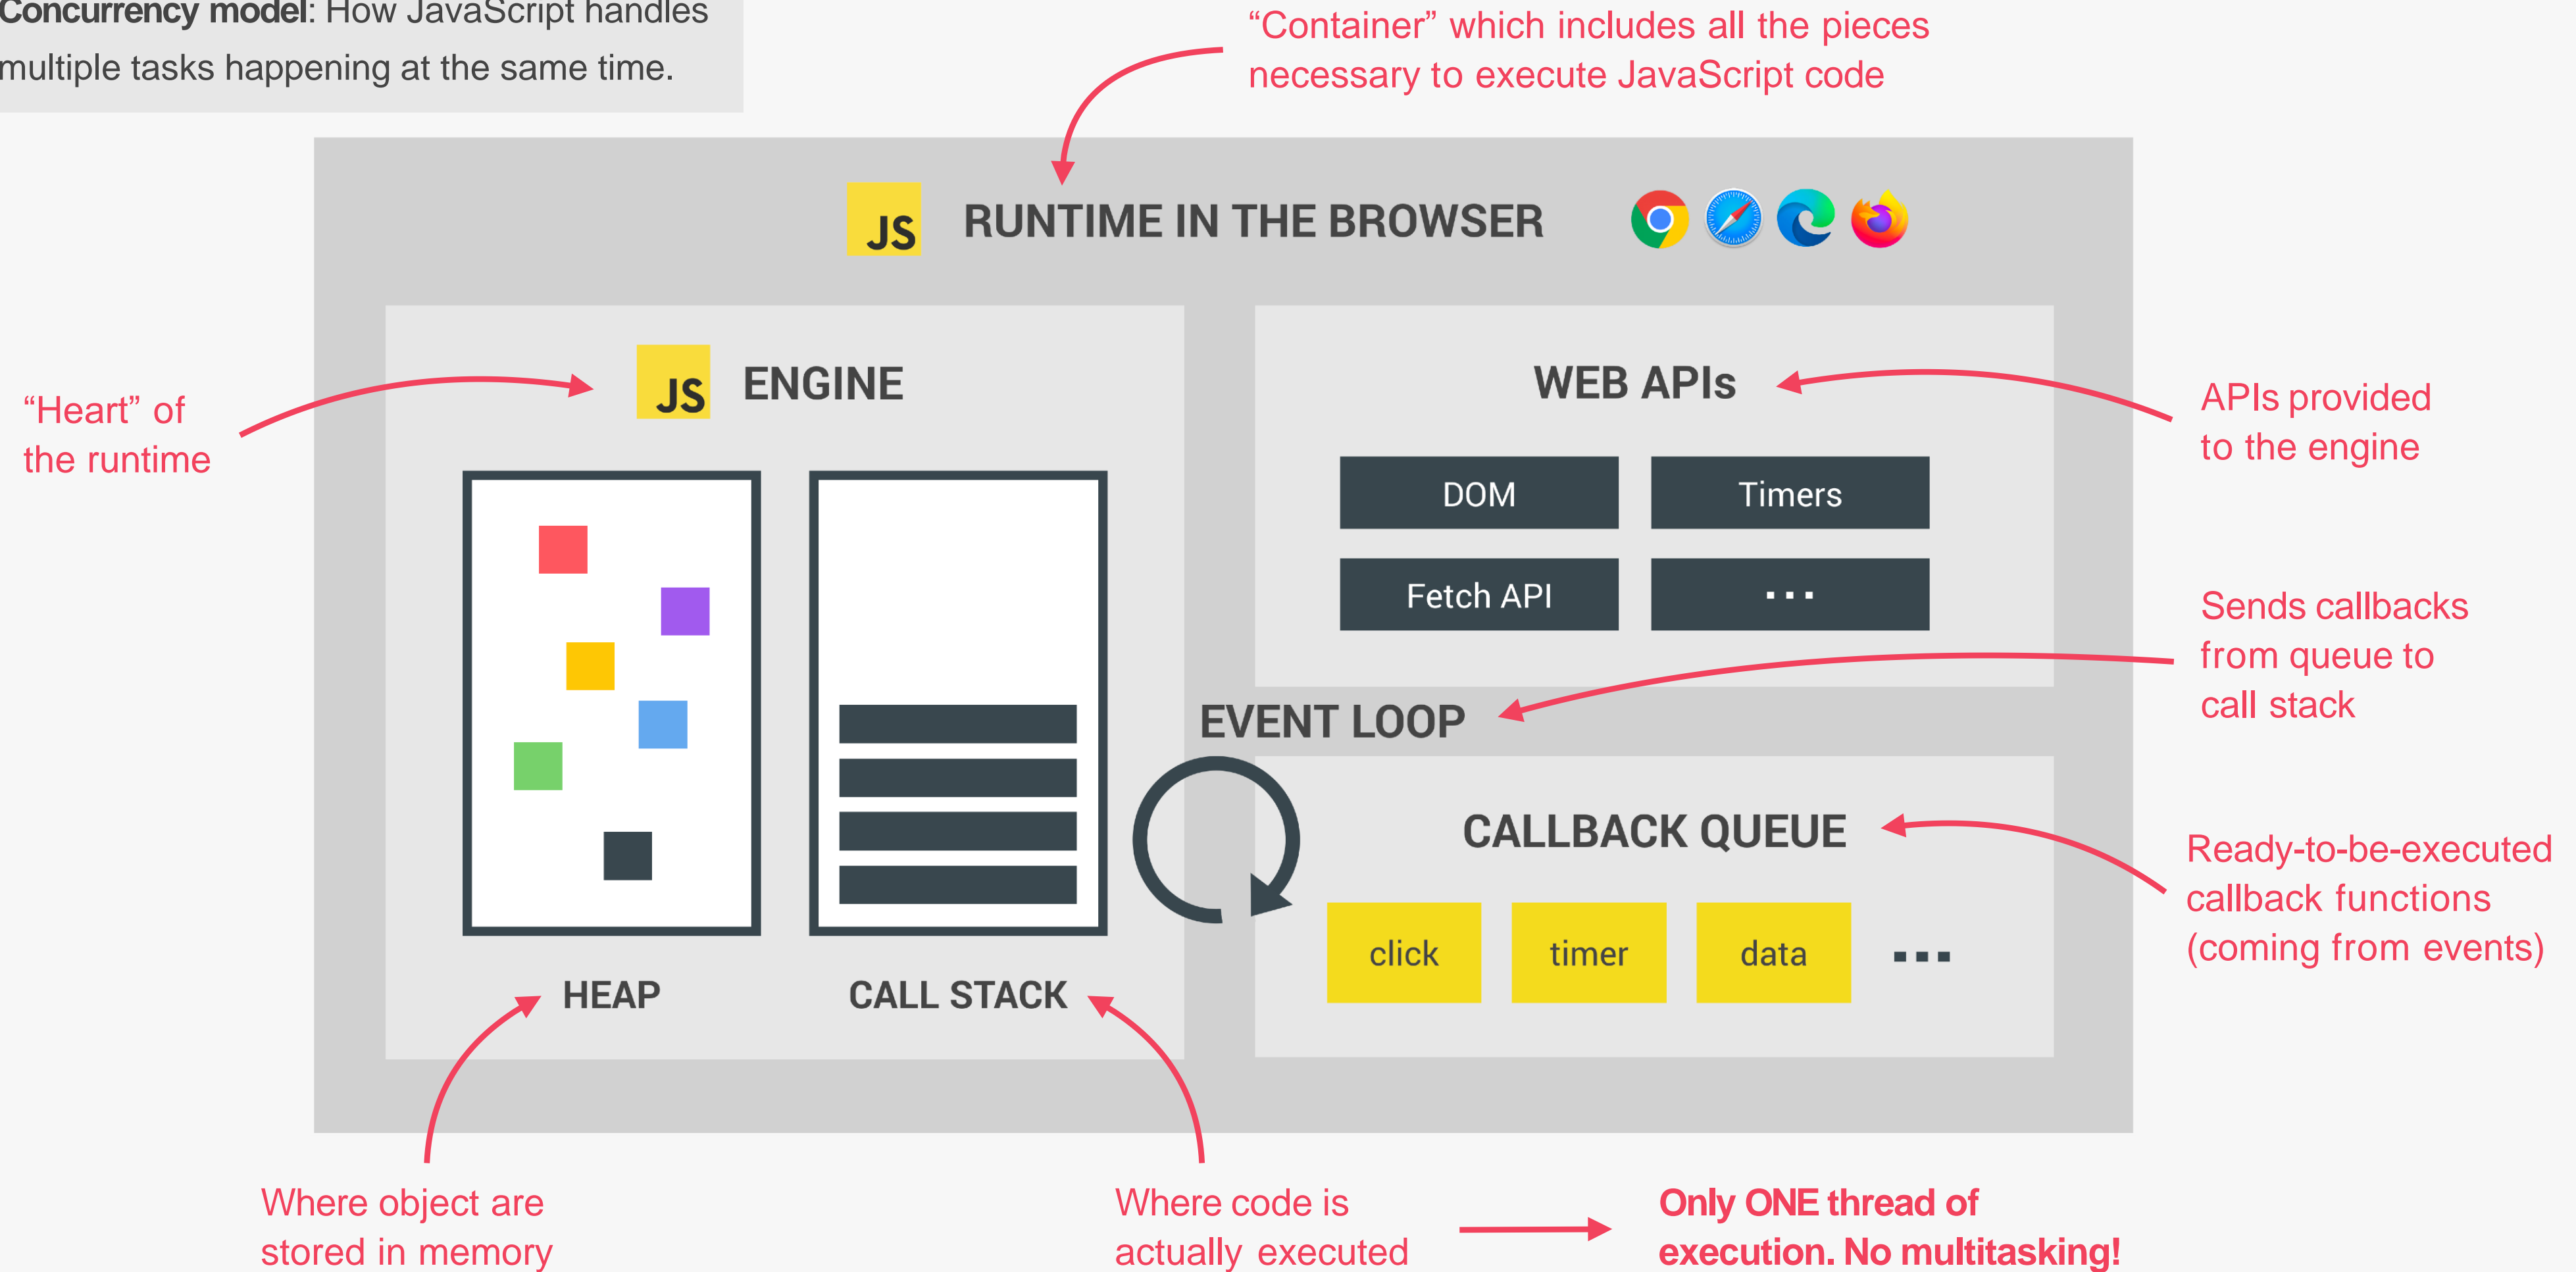 Concurrency model: How JavaScript handles
multiple tasks happening at the same time.
“Container” which includes all the pieces
necessary to execute JavaScript code
JS RUNTIME IN THE BROWSER
JS ENGINE
“Heart” of
the runtime
HEAP
CALL STACK
WEB APIs
DOM
Timers
Fetch API
...
APIs provided
to the engine
EVENT LOOP
Sends callbacks
from queue to
call stack
CALLBACK QUEUE
click
timer
data
...
Ready-to-be-executed
callback functions
(coming from events)
Where object are
stored in memory
Where code is
actually executed
Only ONE thread of
execution. No multitasking!